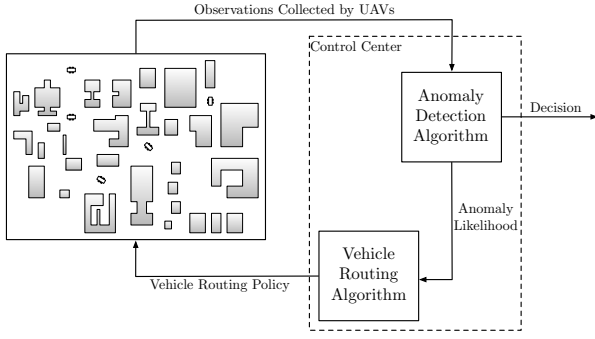 Observations Collected by UAVs
Control Center
Anomaly
Detection
Algorithm
Decision
Anomaly
Likelihood
Vehicle
Routing
Algorithm
Vehicle Routing Policy